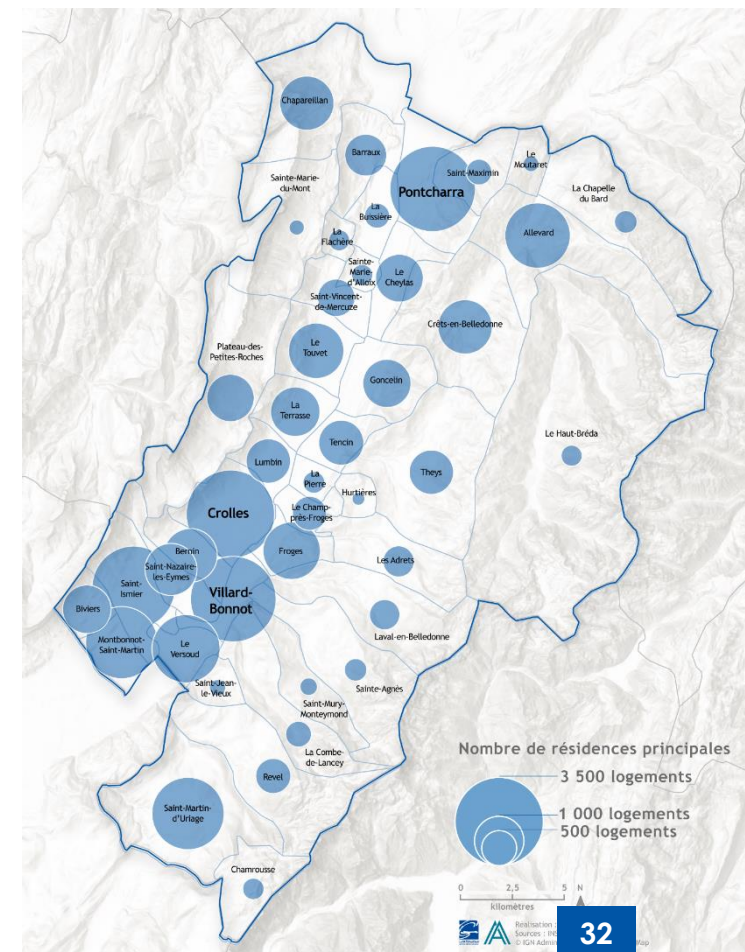 Chapareillan
Barraux
Le
Moutaret
Saint-Maximin
Sainte-Marie-
du-Mont
Pontcharra
La Chapelle
du Bard
La
Buissière
Allevard
La
Flachère
Sainte-
Marie-
d'Alloix
Le
Cheylas
Saint-Vincent-
de-Mercuze
Crêts-en-Belledonne
Plateau-des-
Petites-Roches
Le
Touvet
Goncelin
La
Terrasse
Tencin
Le Haut-Bréda
Lumbin
Theys
La
Pierre
Hurtières
Crolles
Le Champ-
près-Froges
Bernin
Froges
Saint-Nazaire-
les-Eymes
Les Adrets
Saint-
Ismier
Villard-
Bonnot
Biviers
Laval-en-Belledonne
Montbonnot-
Saint-Martin
Le
Versoud
Saint-Jean-
le-Vieux
Sainte-Agnès
Saint-Mury-
Monteymond
La Combe-
de-Lancey
Revel
Saint-Martin-
d'Uriage
Chamrousse
Nombre de résidences principales
3 500 logements
1 000 logements
500 logements
0 2,5 5 N
kilomètres
Réalisation :
Sources :
© IGN
32